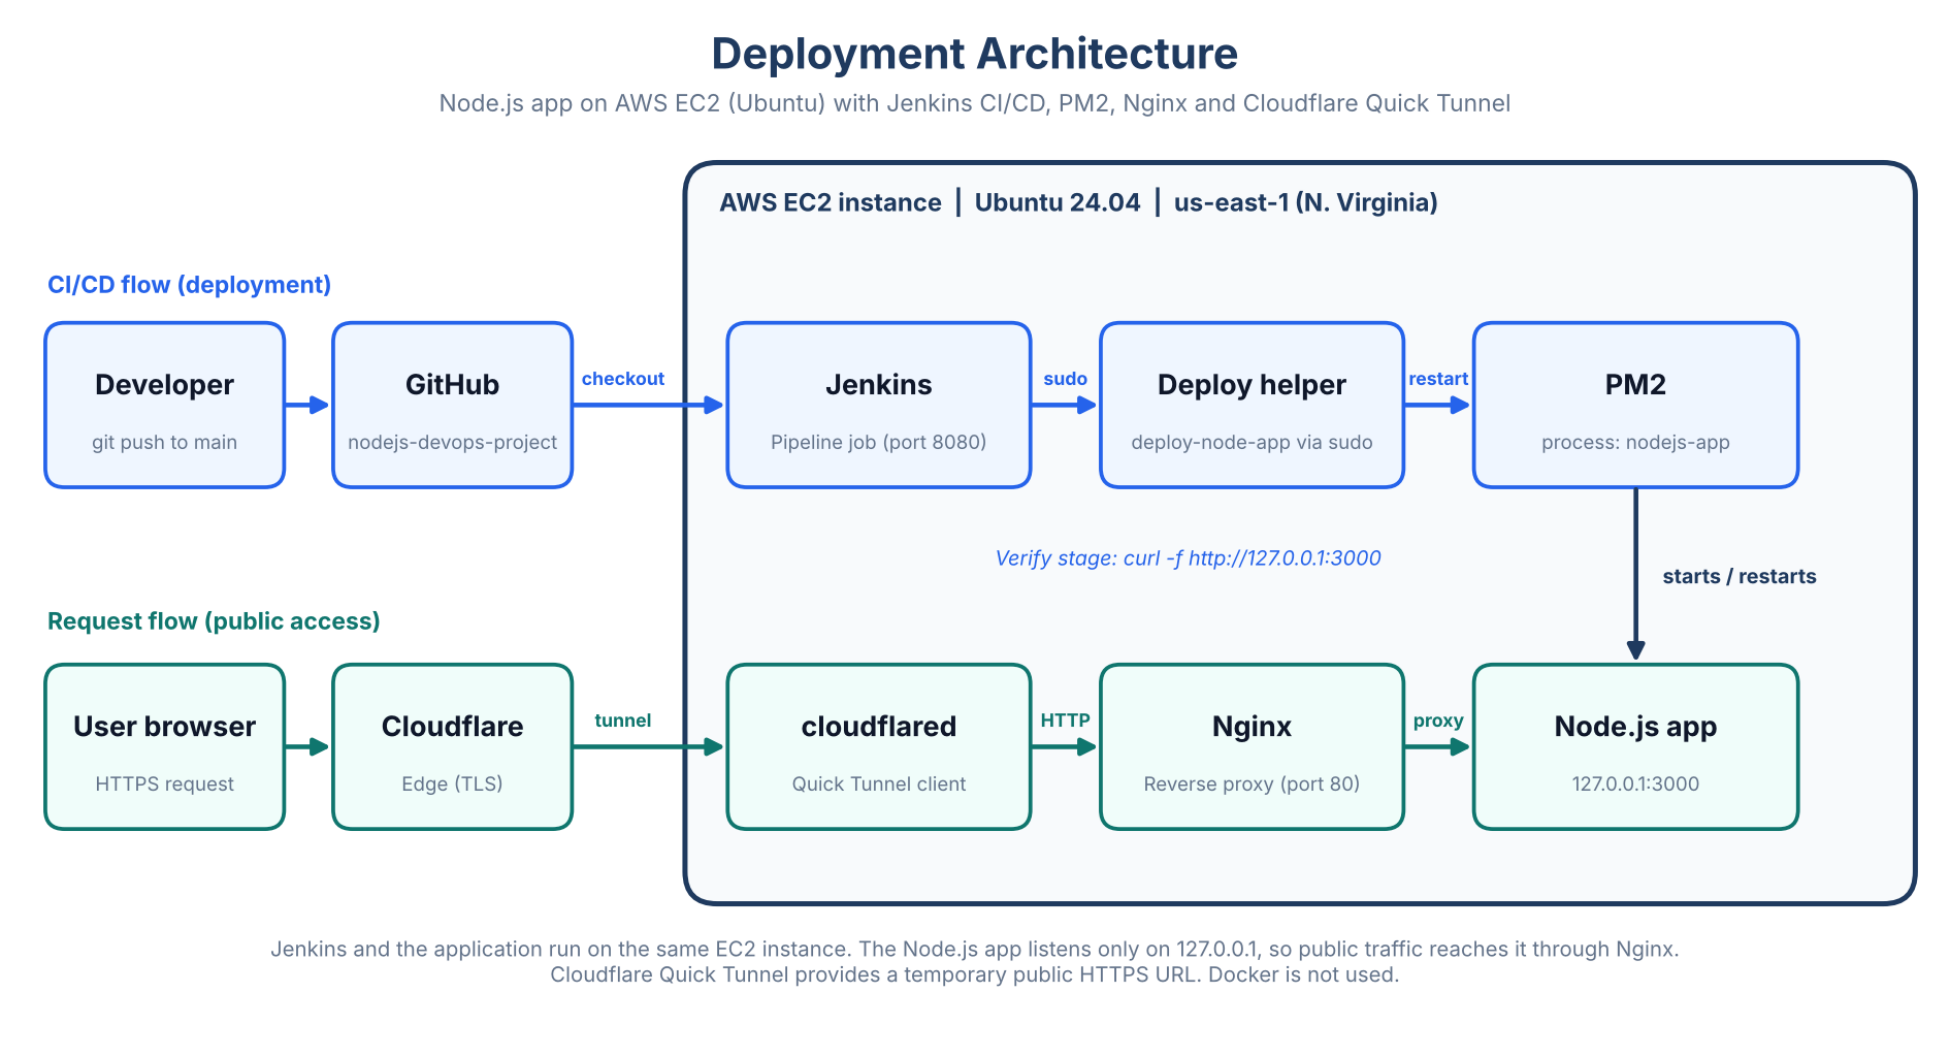 Deployment Architecture
Node.js app on AWS EC2 (Ubuntu) with Jenkins CI/CD, PM2, Nginx and Cloudflare Quick Tunnel
AWS EC2 instance | Ubuntu 24.04 | us-east-1 (N. Virginia)
CI/CD flow (deployment)
Developer
git push to main
GitHub
nodejs-devops-project
checkout
Jenkins
Pipeline job (port 8080)
sudo
Deploy helper
deploy-node-app via sudo
restart
PM2
process: nodejs-app
Verify stage: curl -f http://127.0.0.1:3000
starts / restarts
Request flow (public access)
User browser
HTTPS request
Cloudflare
Edge (TLS)
tunnel
cloudflared
Quick Tunnel client
HTTP
Nginx
Reverse proxy (port 80)
proxy
Node.js app
127.0.0.1:3000
Jenkins and the application run on the same EC2 instance. The Node.js app listens only on 127.0.0.1, so public traffic reaches it through Nginx.
Cloudflare Quick Tunnel provides a temporary public HTTPS URL. Docker is not used.